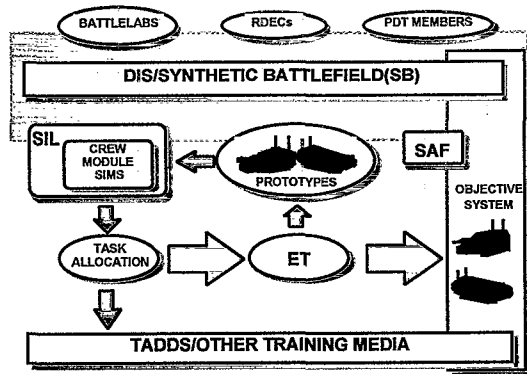 BATTLELABS
RDECs
PDT MEMBERS
DIS/SYNTHETIC BATTLEFIELD(SB)
SIL
CREW
MODULE
SIMS
PROTOTYPES
SAF
OBJECTIVE
SYSTEM
TASK
ALLOCATION
ET
TADDS/OTHER TRAINING MEDIA